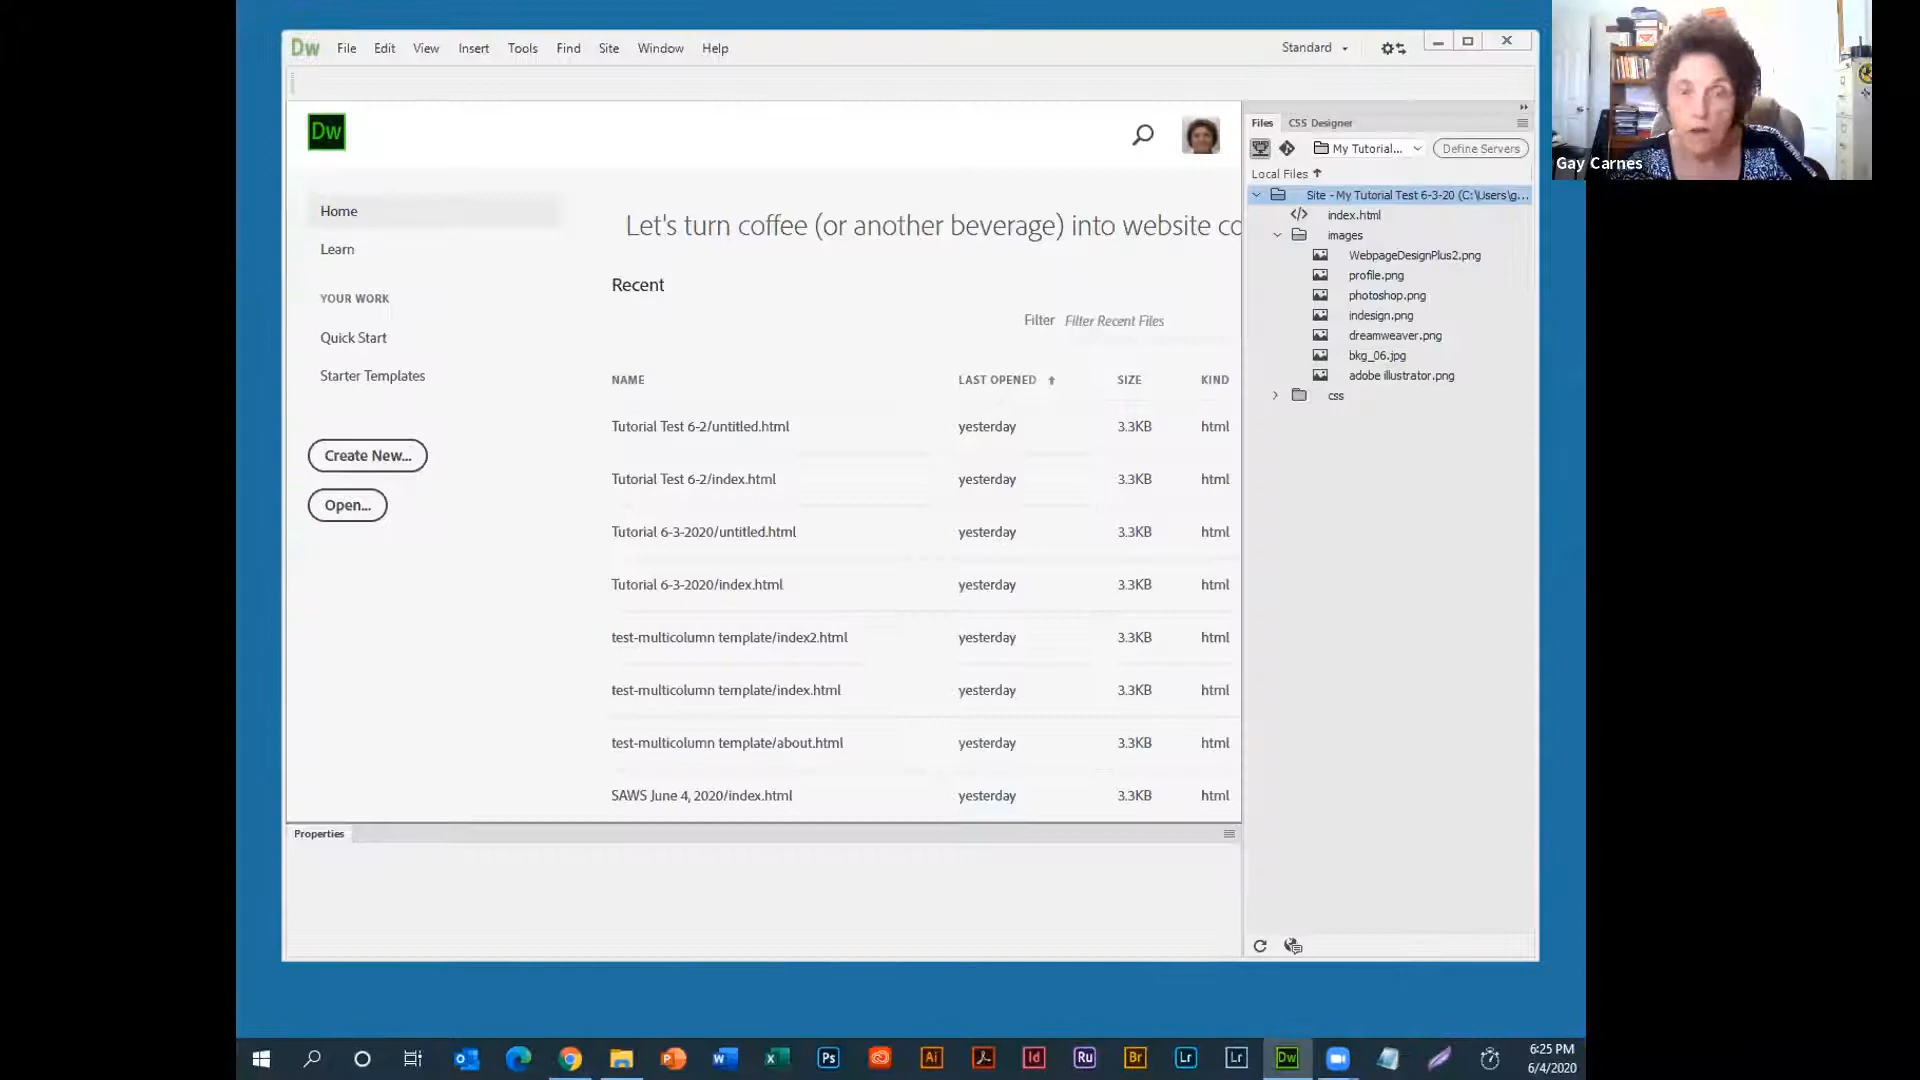 Dw File Edit View Insert Tools Find Site Window Help Standard
Dw
Home
Learn
YOUR WORK
Quick Start
Starter Templates
Create New...
Open...
Let's turn coffee (or another beverage) into website co
Recent
Filter Filter Recent Files
NAME LAST OPENED SIZE KIND
Tutorial Test 6-2/untitled.html yesterday 3.3KB html
Tutorial Test 6-2/index.html yesterday 3.3KB html
Tutorial 6-3-2020/untitled.html yesterday 3.3KB html
Tutorial 6-3-2020/index.html yesterday 3.3KB html
test-multicolumn template/index2.html yesterday 3.3KB html
test-multicolumn template/index.html yesterday 3.3KB html
test-multicolumn template/about.html yesterday 3.3KB html
SAWS June 4, 2020/index.html yesterday 3.3KB html
Properties
Files CSS Designer
My Tutorial... Define Servers
Local Files
Site - My Tutorial Test 6-3-20 (C:\Users\g...
</> index.html
images
WebpageDesignPlus2.png
profile.png
photoshop.png
indesign.png
dreamweaver.png
bkg_06.jpg
adobe illustrator.png
css
Gay Carnes
Ps Ai Id Ru Br Lr Lr Dw
6:25 PM
6/4/2020